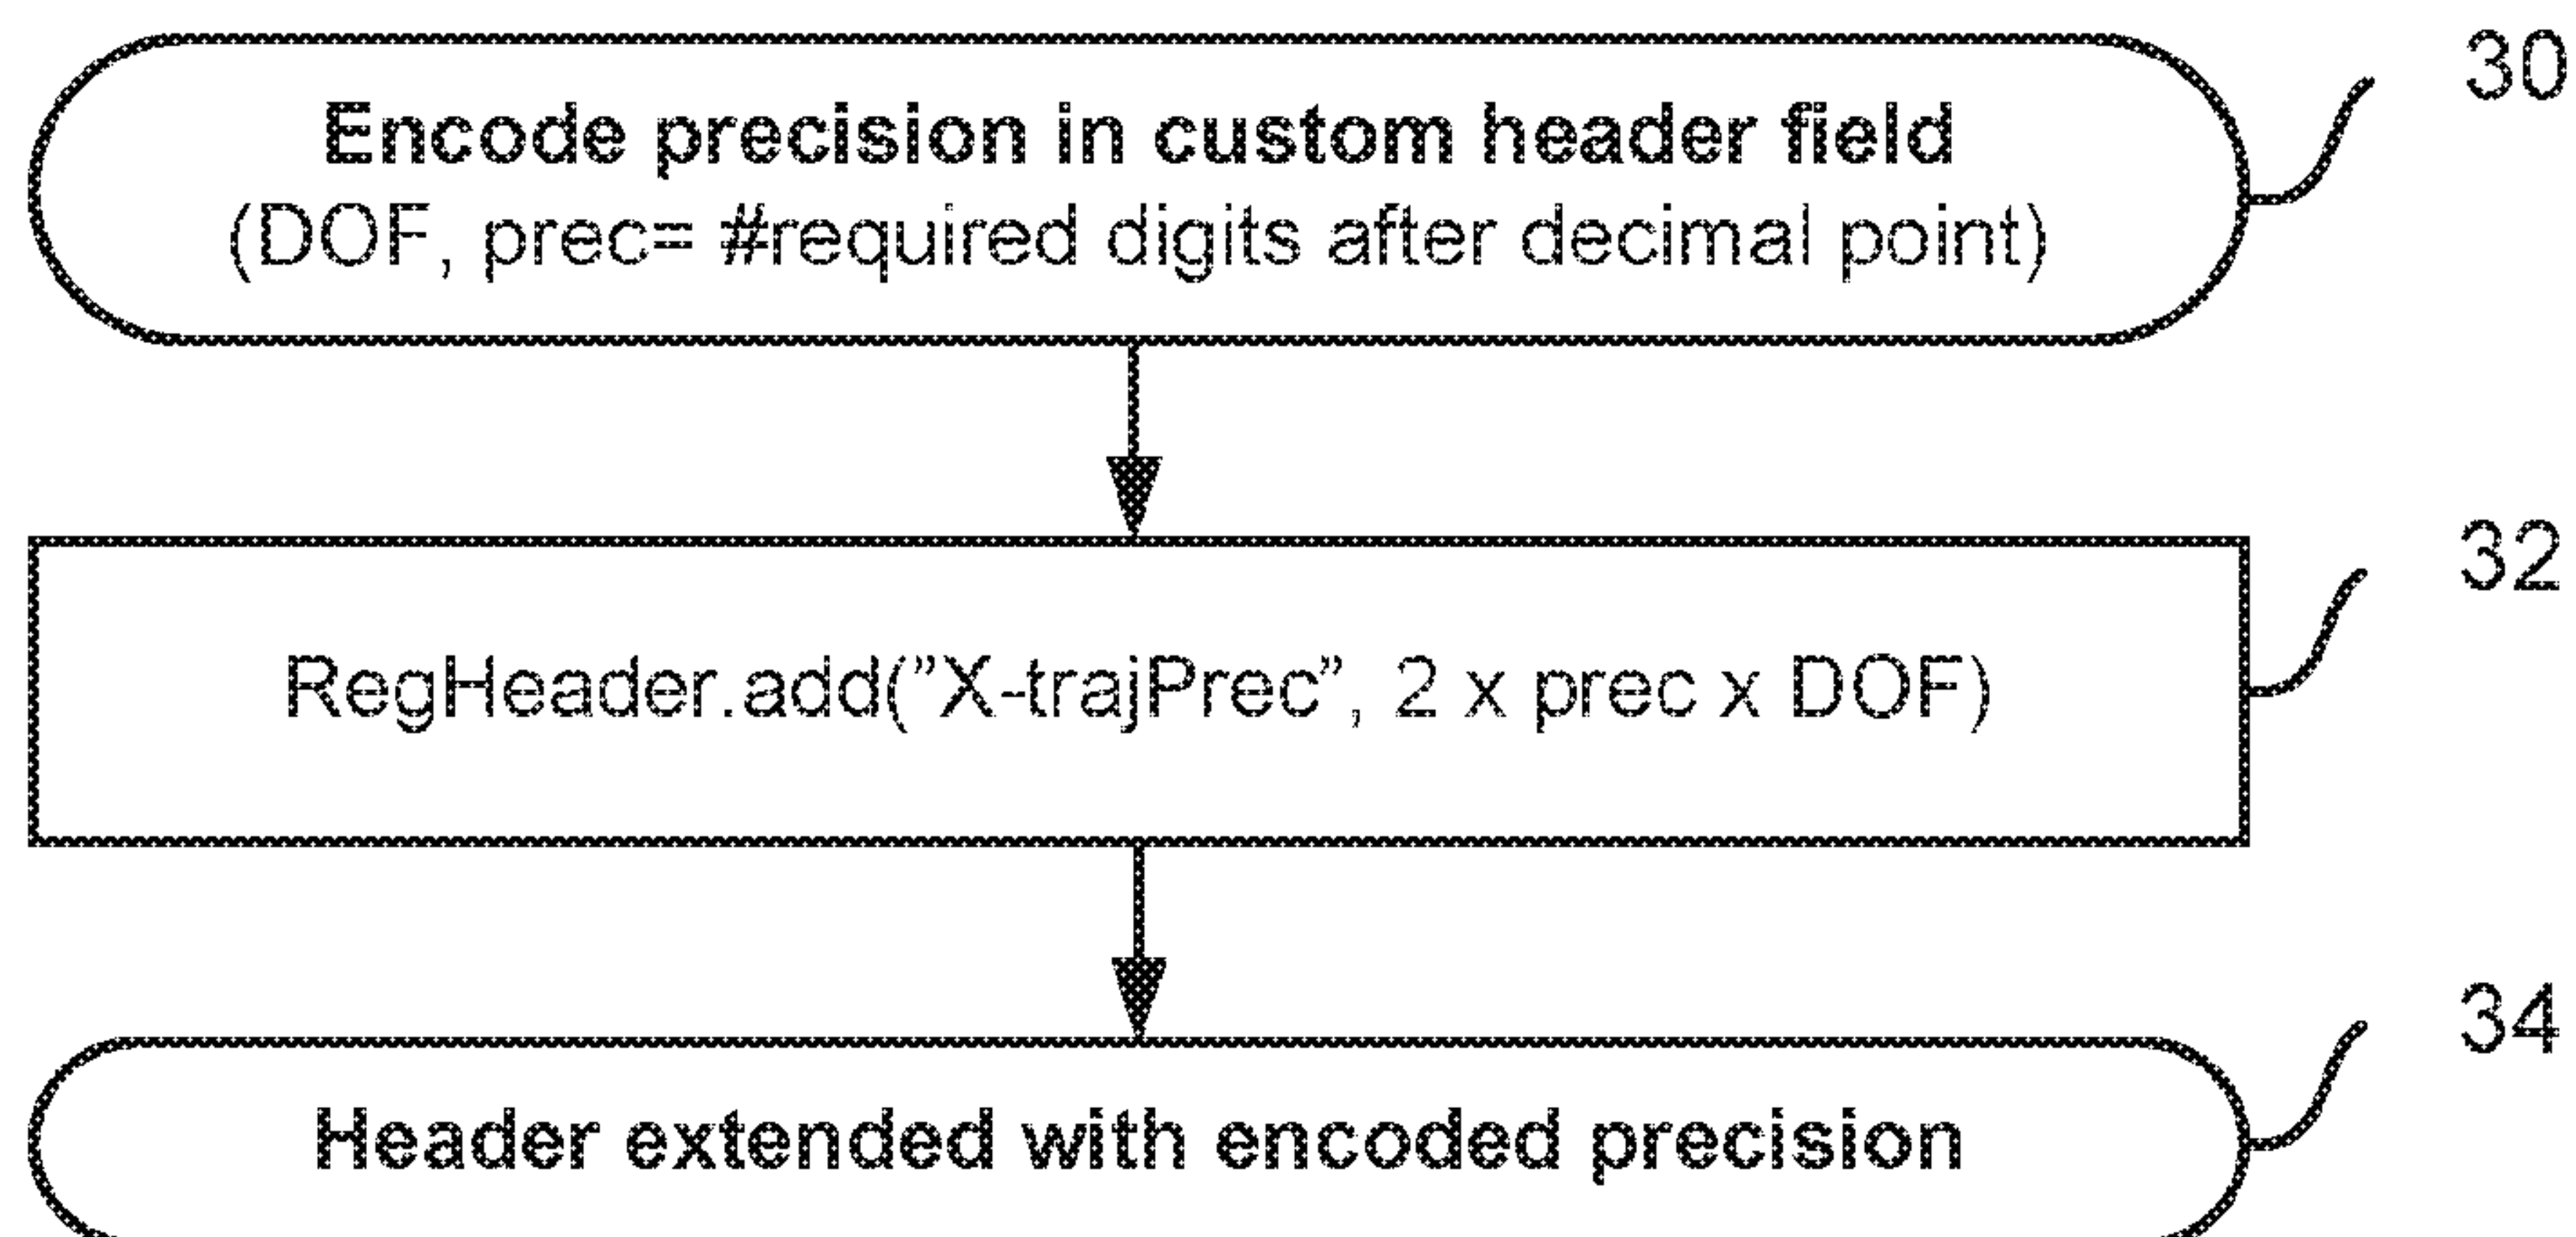 30
Encode precision in custom header field
(DOF, prec= #required digits after decimal point)
32
RegHeader.add(”X-trajPrec”, 2 x prec x DOF)
34
Header extended with encoded precision